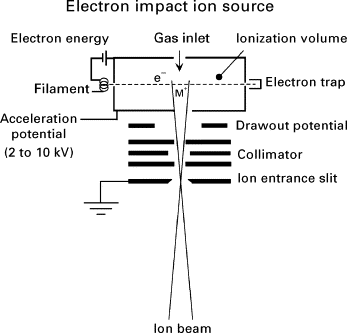 Electron impact ion source
Electron energy
Gas inlet
Ionization volume
e⁻
Filament
M⁺
Electron trap
Acceleration
potential
(2 to 10 kV)
Drawout potential
Collimator
Ion entrance slit
Ion beam